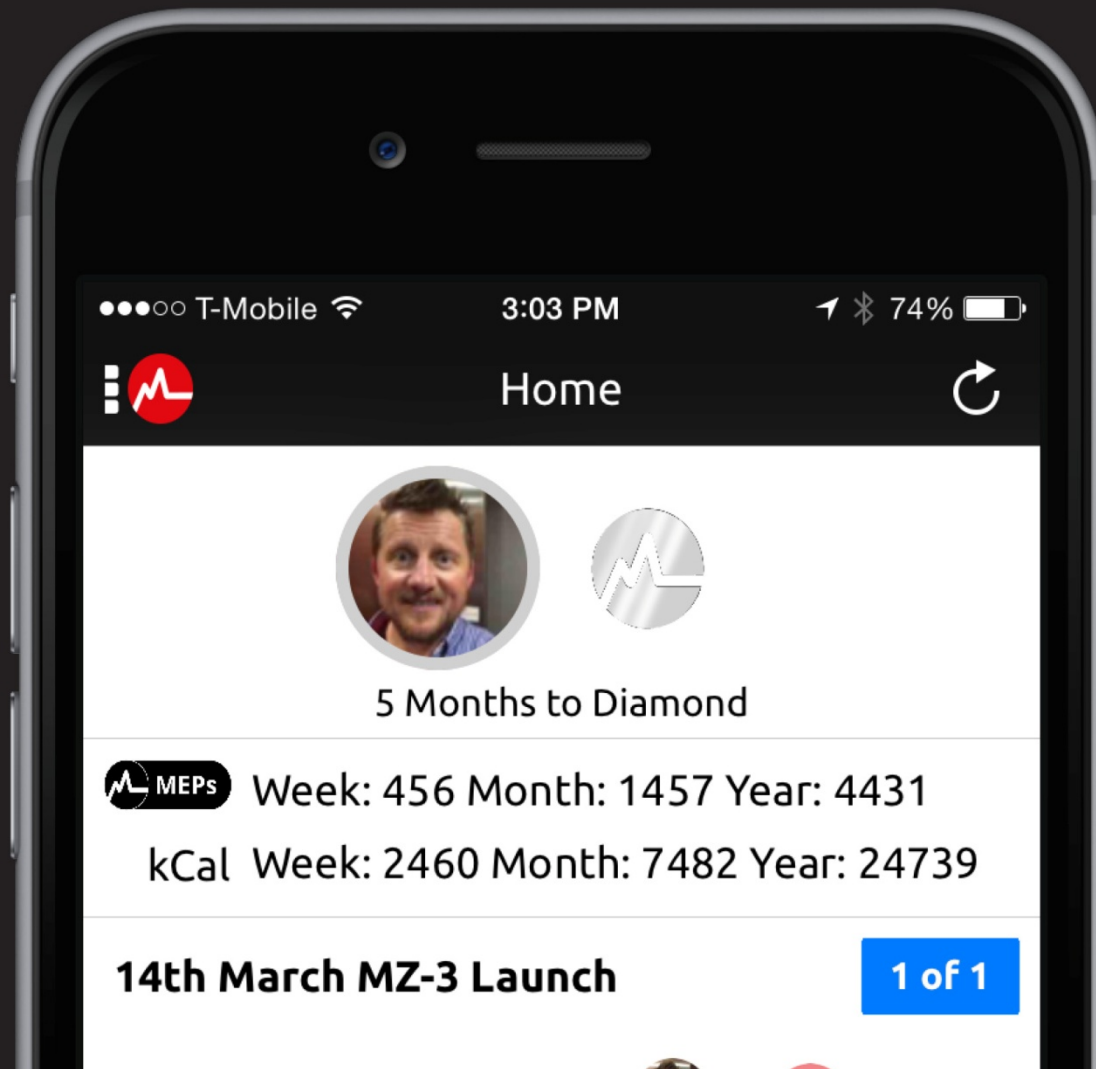 T-Mobile 3:03 PM 74%
Home
5 Months to Diamond
MEPs Week: 456 Month: 1457 Year: 4431
kCal Week: 2460 Month: 7482 Year: 24739
14th March MZ-3 Launch 1 of 1